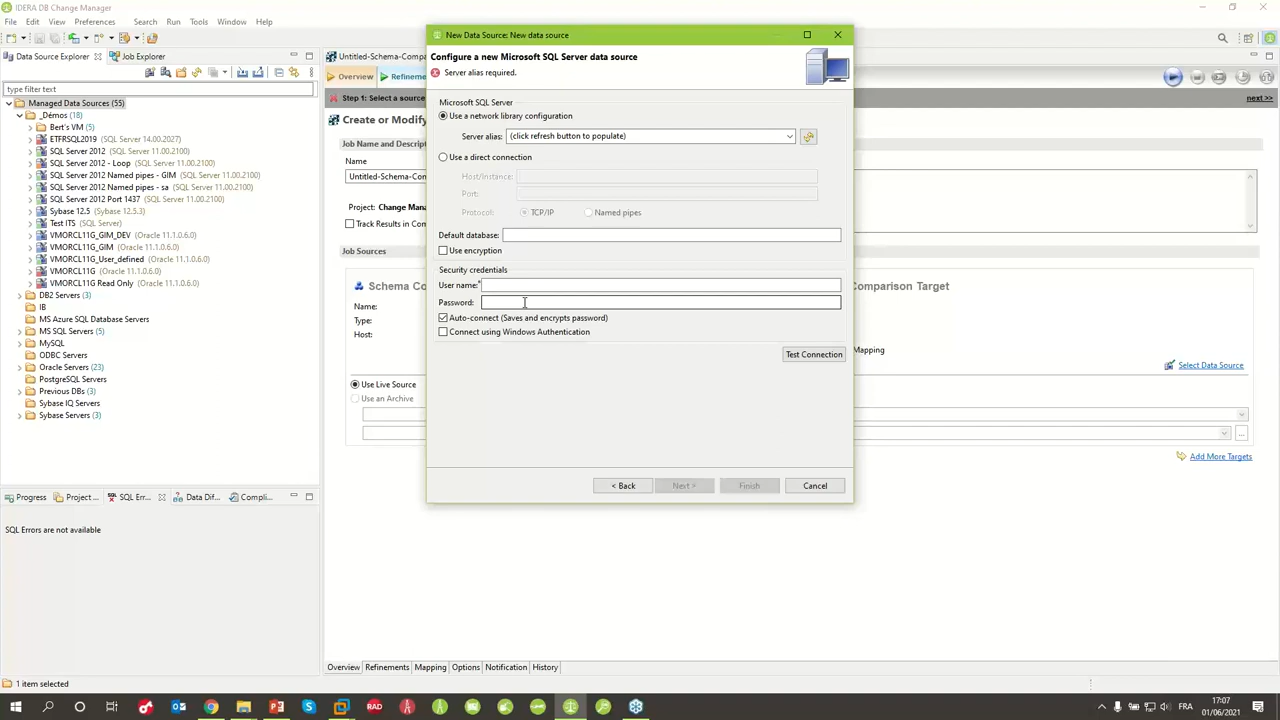 IDERA DB Change Manager
File Edit View Preferences Search Run Tools Window Help
Data Source Explorer Job Explorer
type filter text
Managed Data Sources (55)
_Démos (18)
Bert's VM (5)
ETFRSQL2019 (SQL Server 14.00.2027)
SQL Server 2012 (SQL Server 11.00.2100)
SQL Server 2012 - Loop (SQL Server 11.00.2100)
SQL Server 2012 Named pipes - GIM (SQL Server 11.00.2100)
SQL Server 2012 Named pipes - sa (SQL Server 11.00.2100)
SQL Server 2012 Port 1437 (SQL Server 11.00.2100)
Sybase 12.5 (Sybase 12.5.3)
Test ITS (SQL Server)
VMORCL11G_GIM_DEV (Oracle 11.1.0.6.0)
VMORCL11G_GIM (Oracle 11.1.0.6.0)
VMORCL11G_User_defined (Oracle 11.1.0.6.0)
VMORCL11G (Oracle 11.1.0.6.0)
VMORCL11G Read Only (Oracle 11.1.0.6.0)
DB2 Servers (3)
IB
MS Azure SQL Database Servers
MS SQL Servers (5)
MySQL
ODBC Servers
Oracle Servers (23)
PostgreSQL Servers
Previous DBs (3)
Sybase IQ Servers
Sybase Servers (3)
Progress Project ... SQL Err... Data Dif... Compli...
SQL Errors are not available
1 item selected
Untitled-Schema-Compa
Overview Refineme
Step 1: Select a source
next >>
Create or Modify
Job Name and Descript
Name
Untitled-Schema-Com
Project: Change Mana
Track Results in Com
Job Sources
Schema Co
Comparison Target
Name:
Type:
Host:
Mapping
Select Data Source
Use Live Source
Use an Archive
...
Add More Targets
Overview Refinements Mapping Options Notification History
New Data Source: New data source
Configure a new Microsoft SQL Server data source
Server alias required.
Microsoft SQL Server
Use a network library configuration
Server alias: (click refresh button to populate)
Use a direct connection
Host/Instance:
Port:
Protocol: TCP/IP Named pipes
Default database:
Use encryption
Security credentials
User name:*
Password:
Auto-connect (Saves and encrypts password)
Connect using Windows Authentication
Test Connection
< Back Next > Finish Cancel
RAD
FRA
17:07
01/06/2021